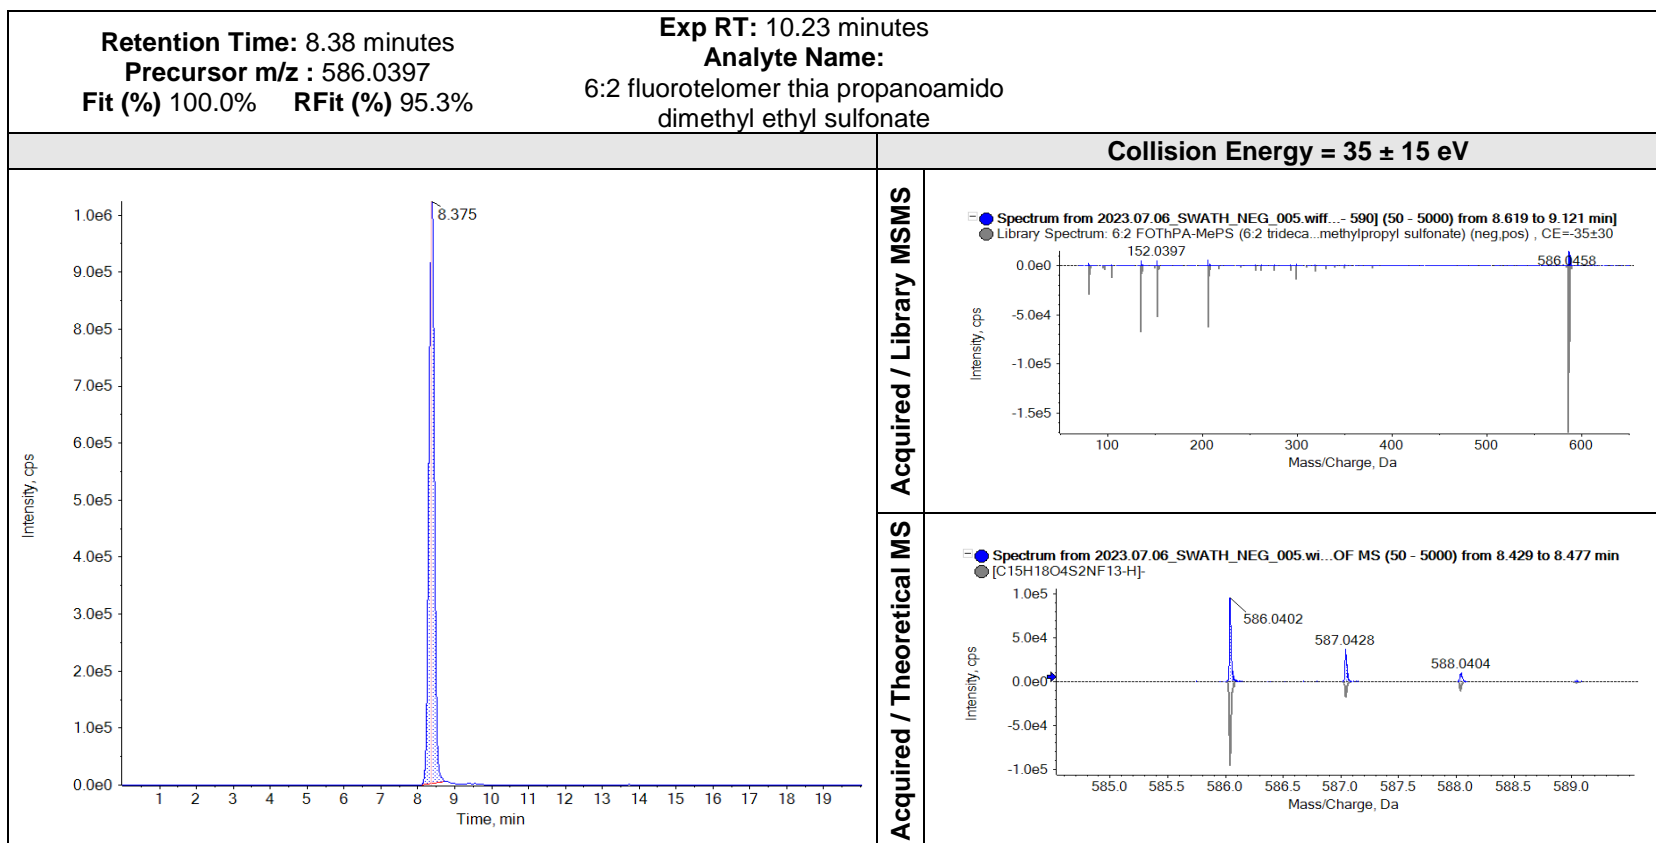 Retention Time: 8.38 minutes
Precursor m/z : 586.0397
Fit (%) 100.0% RFit (%) 95.3%
Exp RT: 10.23 minutes
Analyte Name:
6:2 fluorotelomer thia propanoamido
dimethyl ethyl sulfonate
Collision Energy = 35 ± 15 eV
1.0e6
9.0e5
8.0e5
7.0e5
6.0e5
5.0e5
4.0e5
3.0e5
2.0e5
1.0e5
0.0e0
Intensity, cps
8.375
1 2 3 4 5 6 7 8 9 10 11 12 13 14 15 16 17 18 19
Time, min
Acquired / Library MSMS
Spectrum from 2023.07.06_SWATH_NEG_005.wiff...- 590] (50 - 5000) from 8.619 to 9.121 min]
Library Spectrum: 6:2 FOThPA-MePS (6:2 trideca...methylpropyl sulfonate) (neg,pos) , CE=-35±30
152.0397
586.0458
0.0e0
-5.0e4
-1.0e5
-1.5e5
Intensity, cps
100 200 300 400 500 600
Mass/Charge, Da
Acquired / Theoretical MS
Spectrum from 2023.07.06_SWATH_NEG_005.wi...OF MS (50 - 5000) from 8.429 to 8.477 min
[C15H18O4S2NF13-H]-
1.0e5
5.0e4
0.0e0
-5.0e4
-1.0e5
Intensity, cps
586.0402
587.0428
588.0404
585.0 585.5 586.0 586.5 587.0 587.5 588.0 588.5 589.0
Mass/Charge, Da